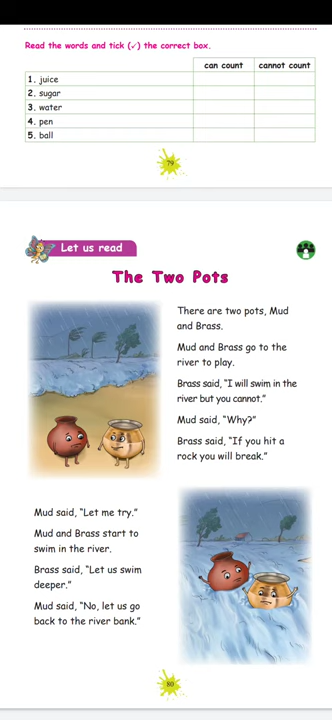 Read the words and tick (✓) the correct box.
can count cannot count
1. juice
2. sugar
3. water
4. pen
5. ball
79
Let us read
The Two Pots
There are two pots, Mud
and Brass.
Mud and Brass go to the
river to play.
Brass said, “I will swim in the
river but you cannot.”
Mud said, “Why?”
Brass said, “If you hit a
rock you will break.”
Mud said, “Let me try.”
Mud and Brass start to
swim in the river.
Brass said, “Let us swim
deeper.”
Mud said, “No, let us go
back to the river bank.”
80